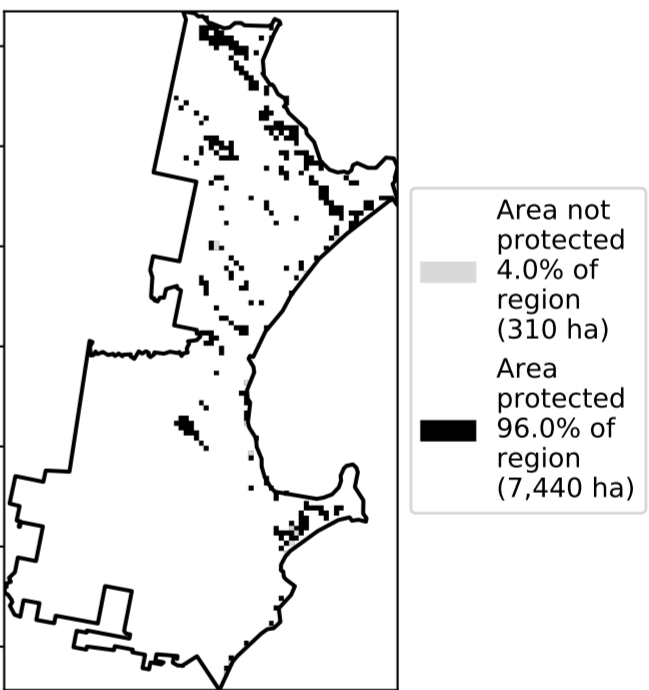 Area not
protected
4.0% of
region
(310 ha)
Area
protected
96.0% of
region
(7,440 ha)